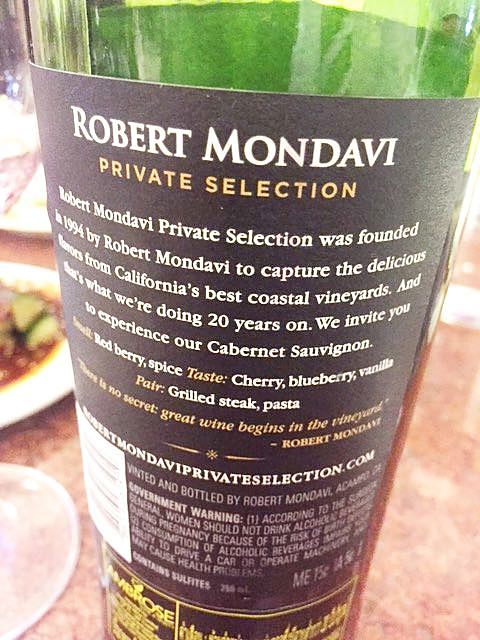 ROBERT MONDAVI
PRIVATE SELECTION
Robert Mondavi Private Selection was founded
in 1994 by Robert Mondavi to capture the delicious
flavors from California's best coastal vineyards. And
that's what we're doing 20 years on. We invite you
to experience our Cabernet Sauvignon.
Smell: Red berry, spice Taste: Cherry, blueberry, vanilla
Pair: Grilled steak, pasta
"There is no secret: great wine begins in the vineyard."
~ ROBERT MONDAVI
ROBERTMONDAVIPRIVATESELECTION.COM
VINTED AND BOTTLED BY ROBERT MONDAVI, ACAMPO, CA
GOVERNMENT WARNING: (1) ACCORDING TO THE SURGEON
GENERAL, WOMEN SHOULD NOT DRINK ALCOHOLIC BEVERAGES
DURING PREGNANCY BECAUSE OF THE RISK OF BIRTH DEFECTS.
CONSUMPTION OF ALCOHOLIC BEVERAGES IMPAIRS YOUR
ABILITY TO DRIVE A CAR OR OPERATE MACHINERY, AND
MAY CAUSE HEALTH PROBLEMS.
CONTAINS SULFITES 750 mL
ME 15c IA 5c